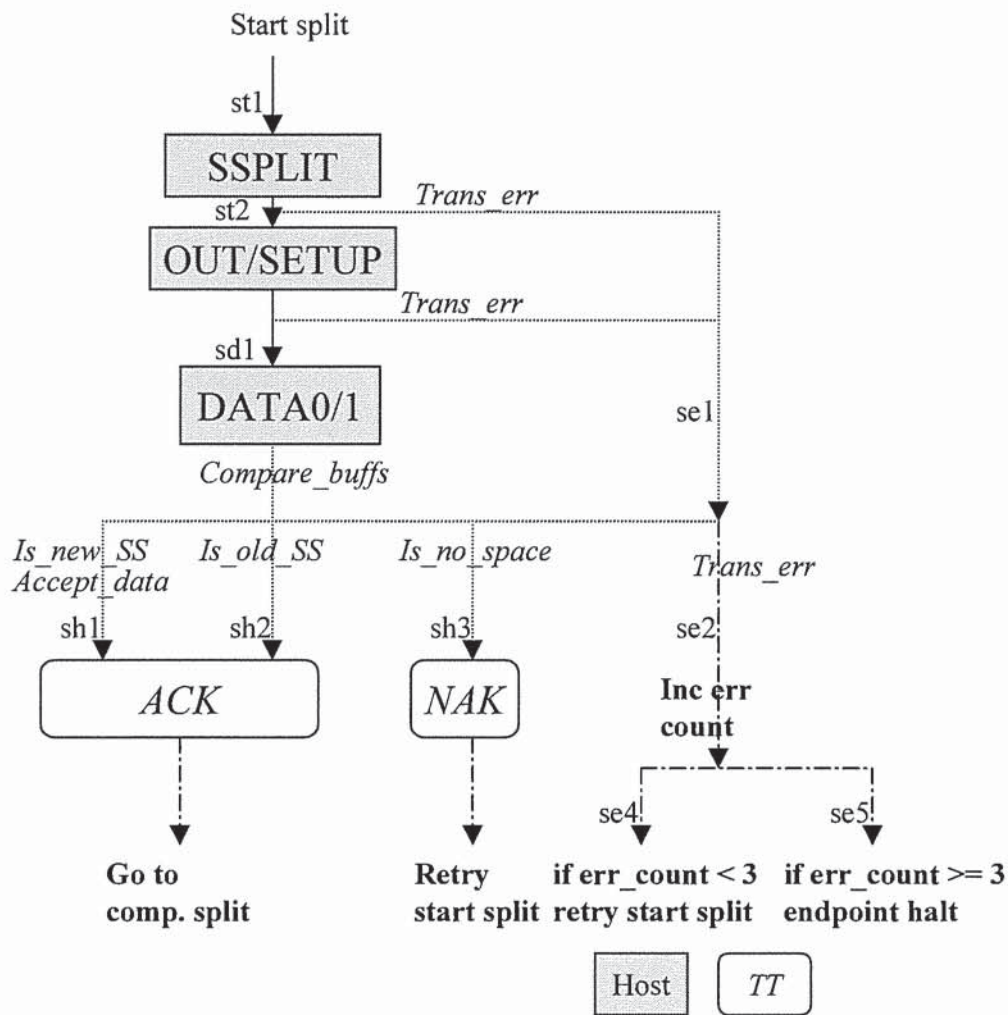 Start split
st1
SSPLIT
st2
Trans_err
OUT/SETUP
Trans_err
sd1
DATA0/1
se1
Compare_buffs
Is_new_SS
Accept_data
Is_old_SS
Is_no_space
Trans_err
sh1
sh2
sh3
se2
ACK
NAK
Inc err
count
se4
se5
Go to
comp. split
Retry
start split
if err_count < 3
retry start split
if err_count >= 3
endpoint halt
Host
TT